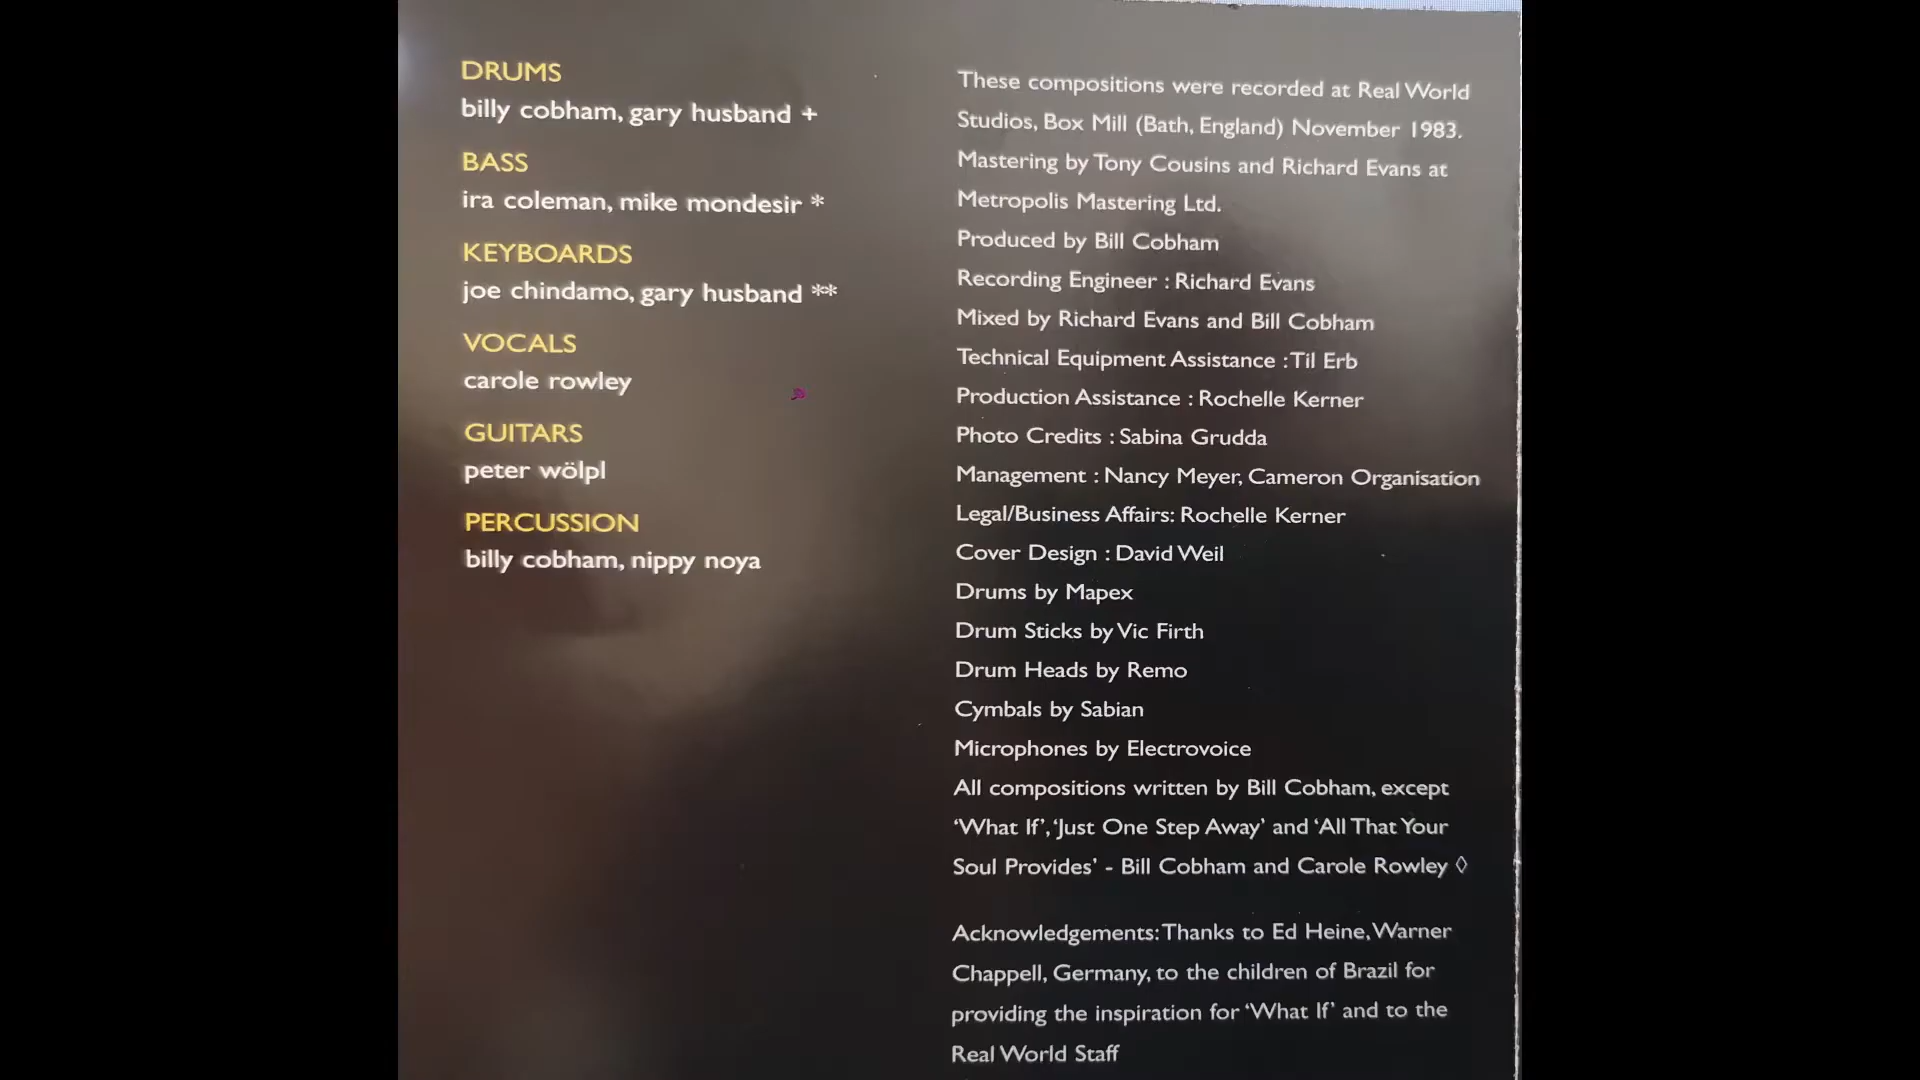 DRUMS
billy cobham, gary husband +
BASS
ira coleman, mike mondesir *
KEYBOARDS
joe chindamo, gary husband **
VOCALS
carole rowley
GUITARS
peter wölpl
PERCUSSION
billy cobham, nippy noya
These compositions were recorded at Real World
Studios, Box Mill (Bath, England) November 1983.
Mastering by Tony Cousins and Richard Evans at
Metropolis Mastering Ltd.
Produced by Bill Cobham
Recording Engineer : Richard Evans
Mixed by Richard Evans and Bill Cobham
Technical Equipment Assistance : Til Erb
Production Assistance : Rochelle Kerner
Photo Credits : Sabina Grudda
Management : Nancy Meyer, Cameron Organisation
Legal/Business Affairs: Rochelle Kerner
Cover Design : David Weil
Drums by Mapex
Drum Sticks by Vic Firth
Drum Heads by Remo
Cymbals by Sabian
Microphones by Electrovoice
All compositions written by Bill Cobham, except
‘What If’, ‘Just One Step Away’ and ‘All That Your
Soul Provides’ - Bill Cobham and Carole Rowley ◊
Acknowledgements: Thanks to Ed Heine, Warner
Chappell, Germany, to the children of Brazil for
providing the inspiration for ‘What If’ and to the
Real World Staff